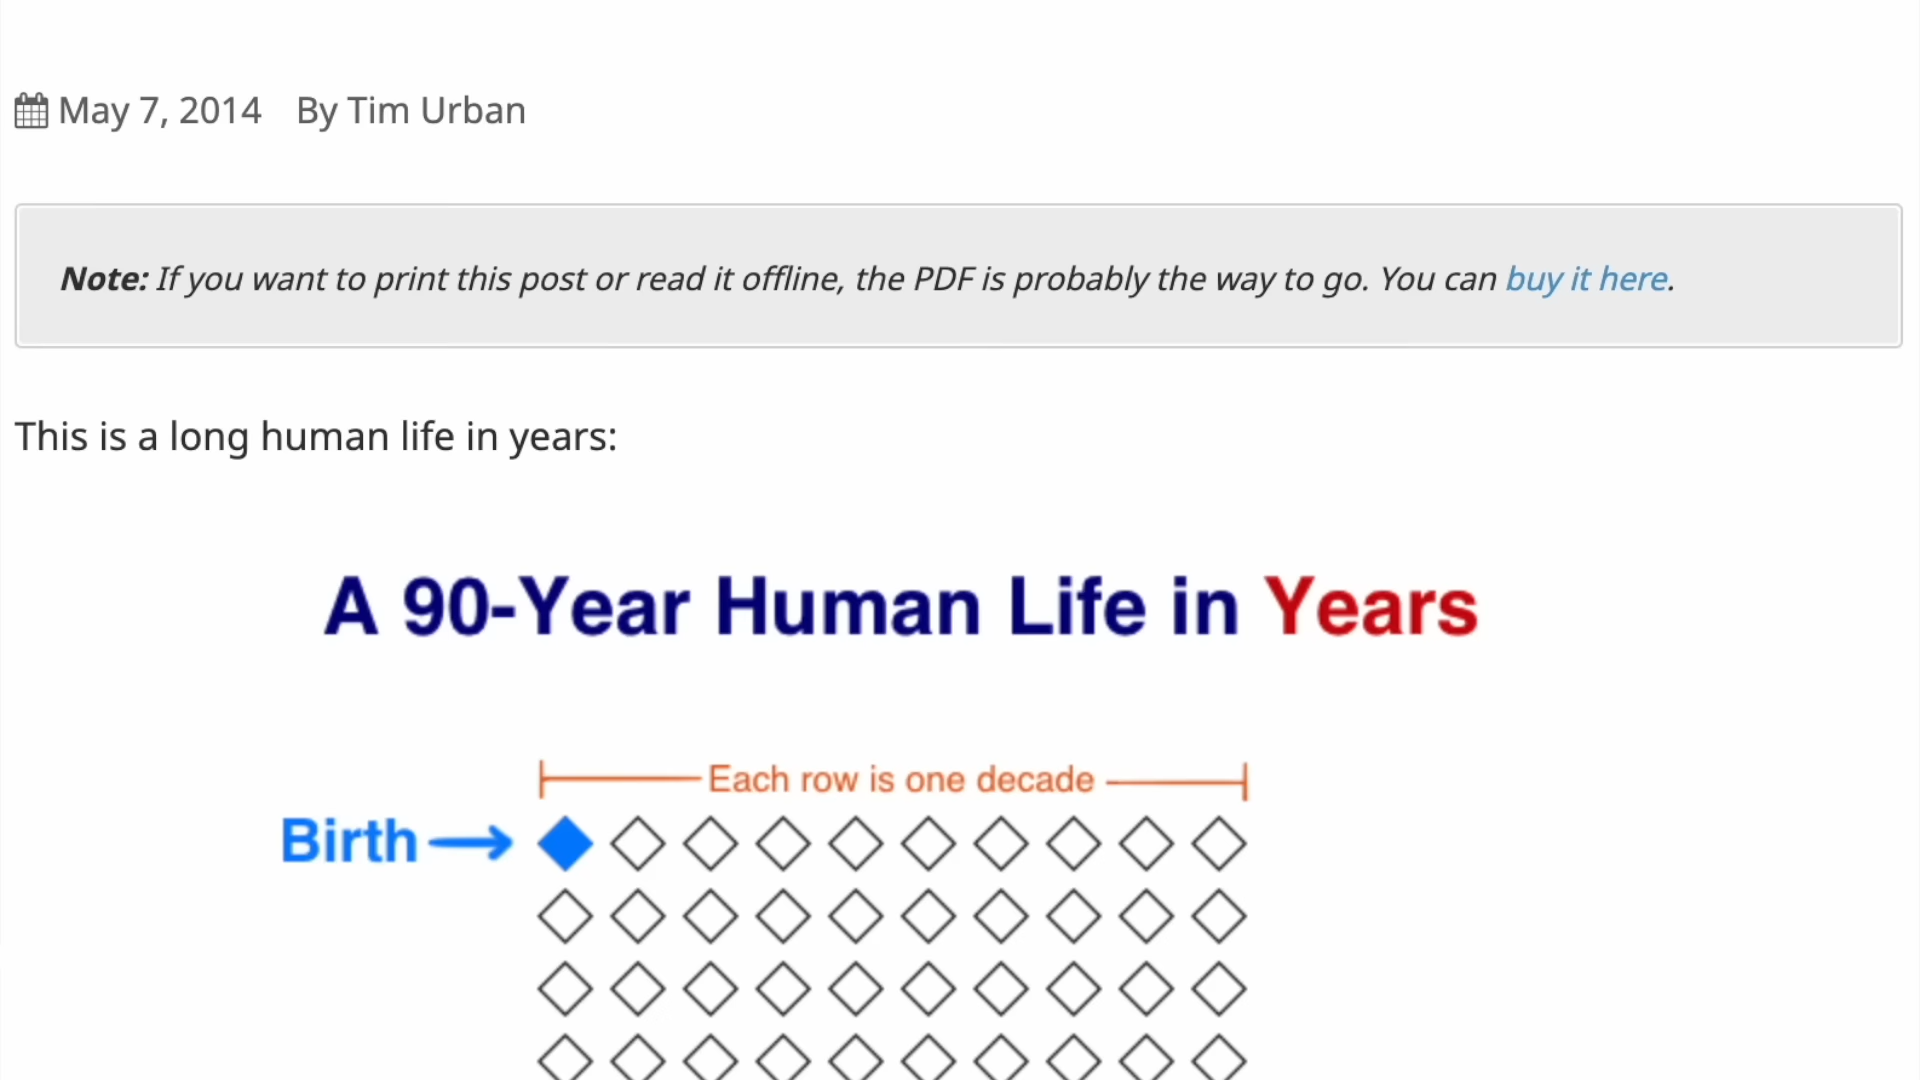 May 7, 2014 By Tim Urban
Note: If you want to print this post or read it offline, the PDF is probably the way to go. You can buy it here.
This is a long human life in years:
A 90-Year Human Life in Years
Each row is one decade
Birth